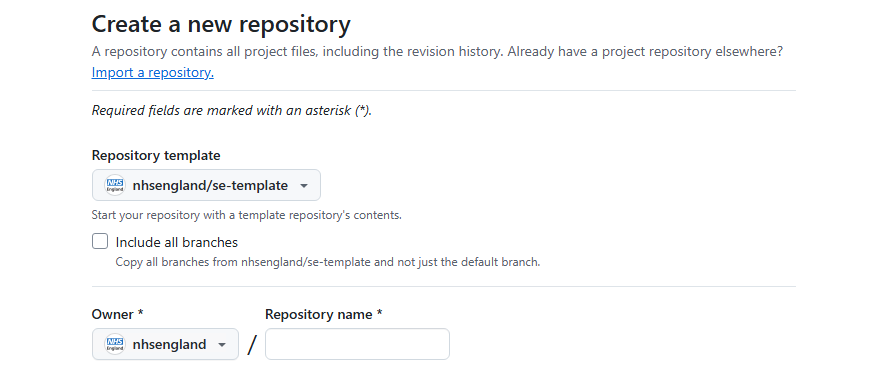 Create a new repository
A repository contains all project files, including the revision history. Already have a project repository elsewhere?
Import a repository.
Required fields are marked with an asterisk (*).
Repository template
NHS England nhsengland/se-template
Start your repository with a template repository's contents.
Include all branches
Copy all branches from nhsengland/se-template and not just the default branch.
Owner * Repository name *
NHS England nhsengland /